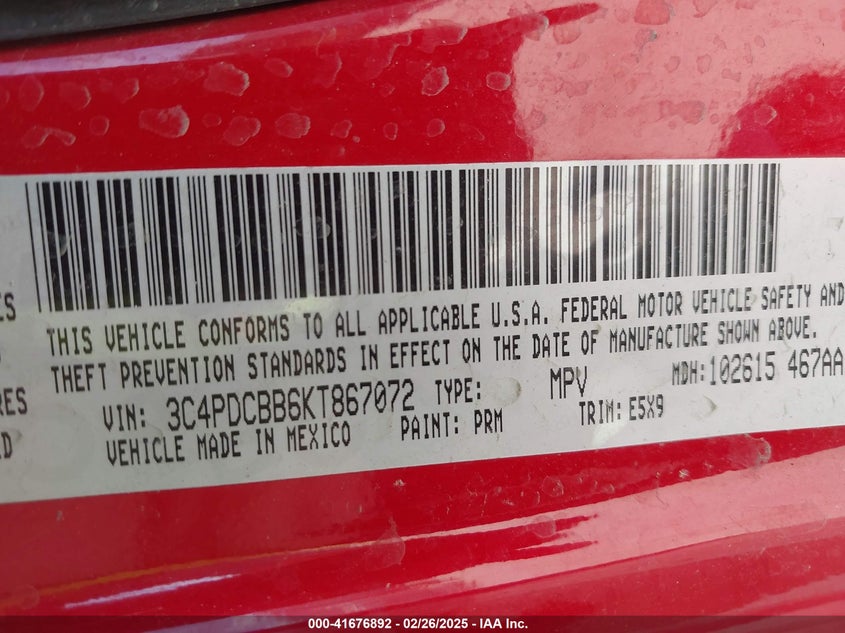 ES
THIS VEHICLE CONFORMS TO ALL APPLICABLE U.S.A. FEDERAL MOTOR VEHICLE SAFETY AND
THEFT PREVENTION STANDARDS IN EFFECT ON THE DATE OF MANUFACTURE SHOWN ABOVE.
RES
VIN: 3C4PDCBB6KT867072 TYPE: MPV MDH:102615 467AA
D
VEHICLE MADE IN MEXICO PAINT: PRM TRIM: E5X9
000-41676892 / 02/26/2025 - IAA Inc.